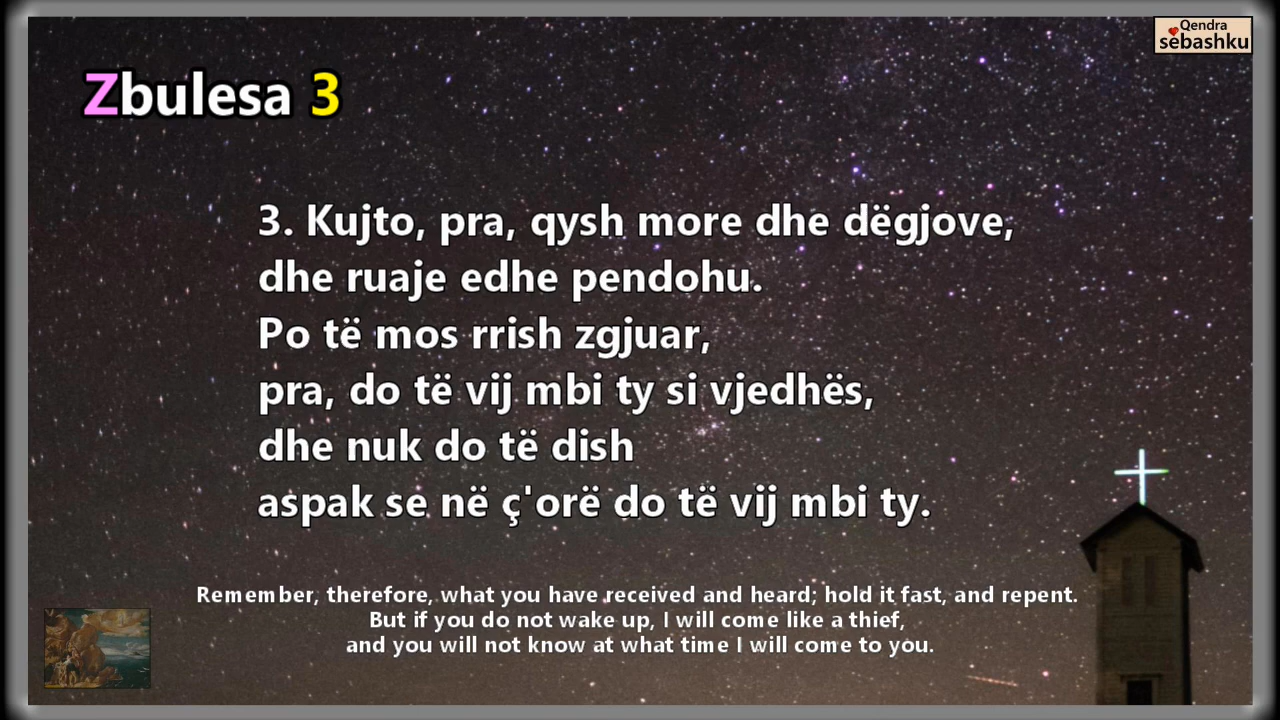 Qendra
sebashku
Zbulesa 3
3. Kujto, pra, qysh more dhe dëgjove,
dhe ruaje edhe pendohu.
Po të mos rrish zgjuar,
pra, do të vij mbi ty si vjedhës,
dhe nuk do të dish
aspak se në ç'orë do të vij mbi ty.
Remember, therefore, what you have received and heard; hold it fast, and repent.
But if you do not wake up, I will come like a thief,
and you will not know at what time I will come to you.